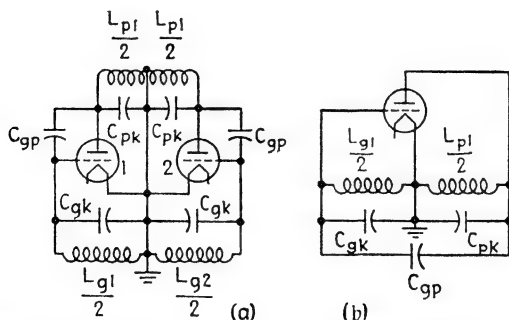 L_p1/2 L_p1/2
C_pk C_pk
C_gp C_gp
1 2
C_gk C_gk
L_g1/2 L_g2/2
(a)
L_g1/2 L_p1/2
C_gk C_pk
C_gp
(b)